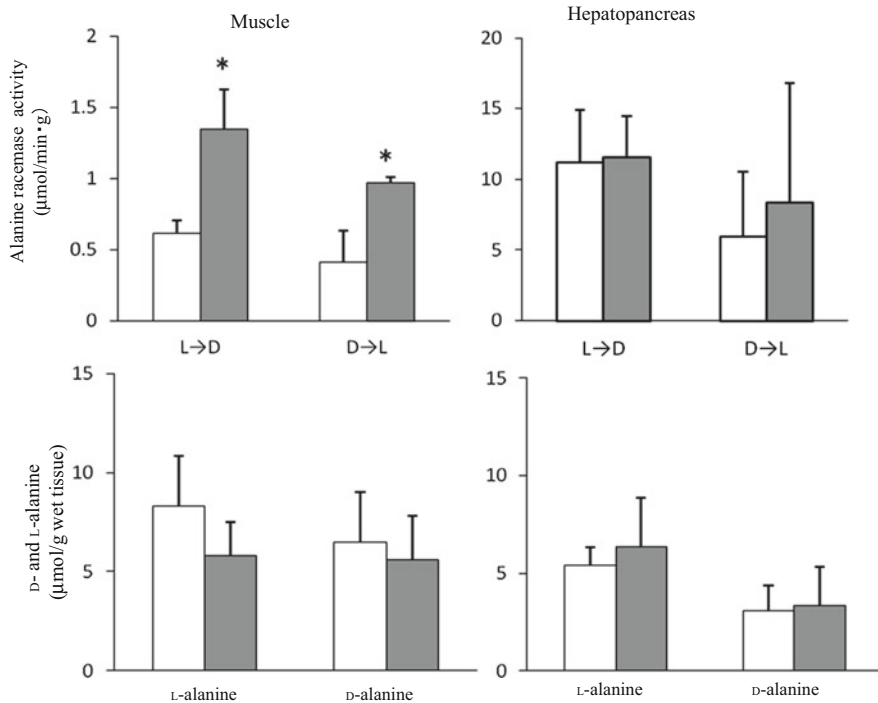 Muscle
Hepatopancreas
Alanine racemase activity
(μmol/min·g)
2
1.5
1
0.5
0
*
*
L→D
D→L
20
15
10
5
0
L→D
D→L
D- and L-alanine
(μmol/g wet tissue)
15
10
5
0
L-alanine
D-alanine
15
10
5
0
L-alanine
D-alanine